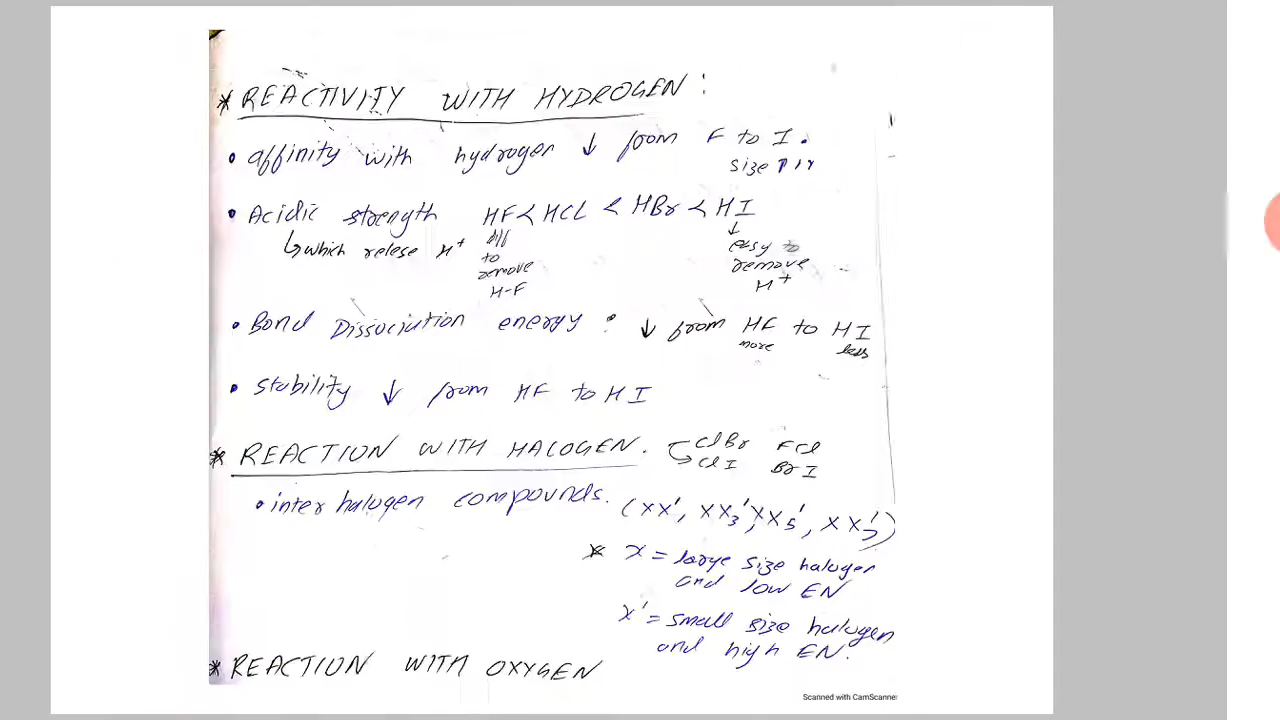 * REACTIVITY WITH HYDROGEN :
• affinity with hydrogen ↓ from F to I.
size ↑
• Acidic strength HF < HCL < HBr < HI
↳ which relese H+
diff
to
remove
H-F
↓
easy to
remove
H+
• Bond Dissociution energy : ↓ from HF to HI
more less
• stability ↓ from HF to HI
* REACTION WITH HALOGEN. → ClBr FCl
→ ClI BrI
• inter halogen compounds. (XX', XX3', XX5', XX7')
* X = large size halogen
and low EN
X' = small size halogen
and high EN.
* REACTION WITH OXYGEN
Scanned with CamScanner